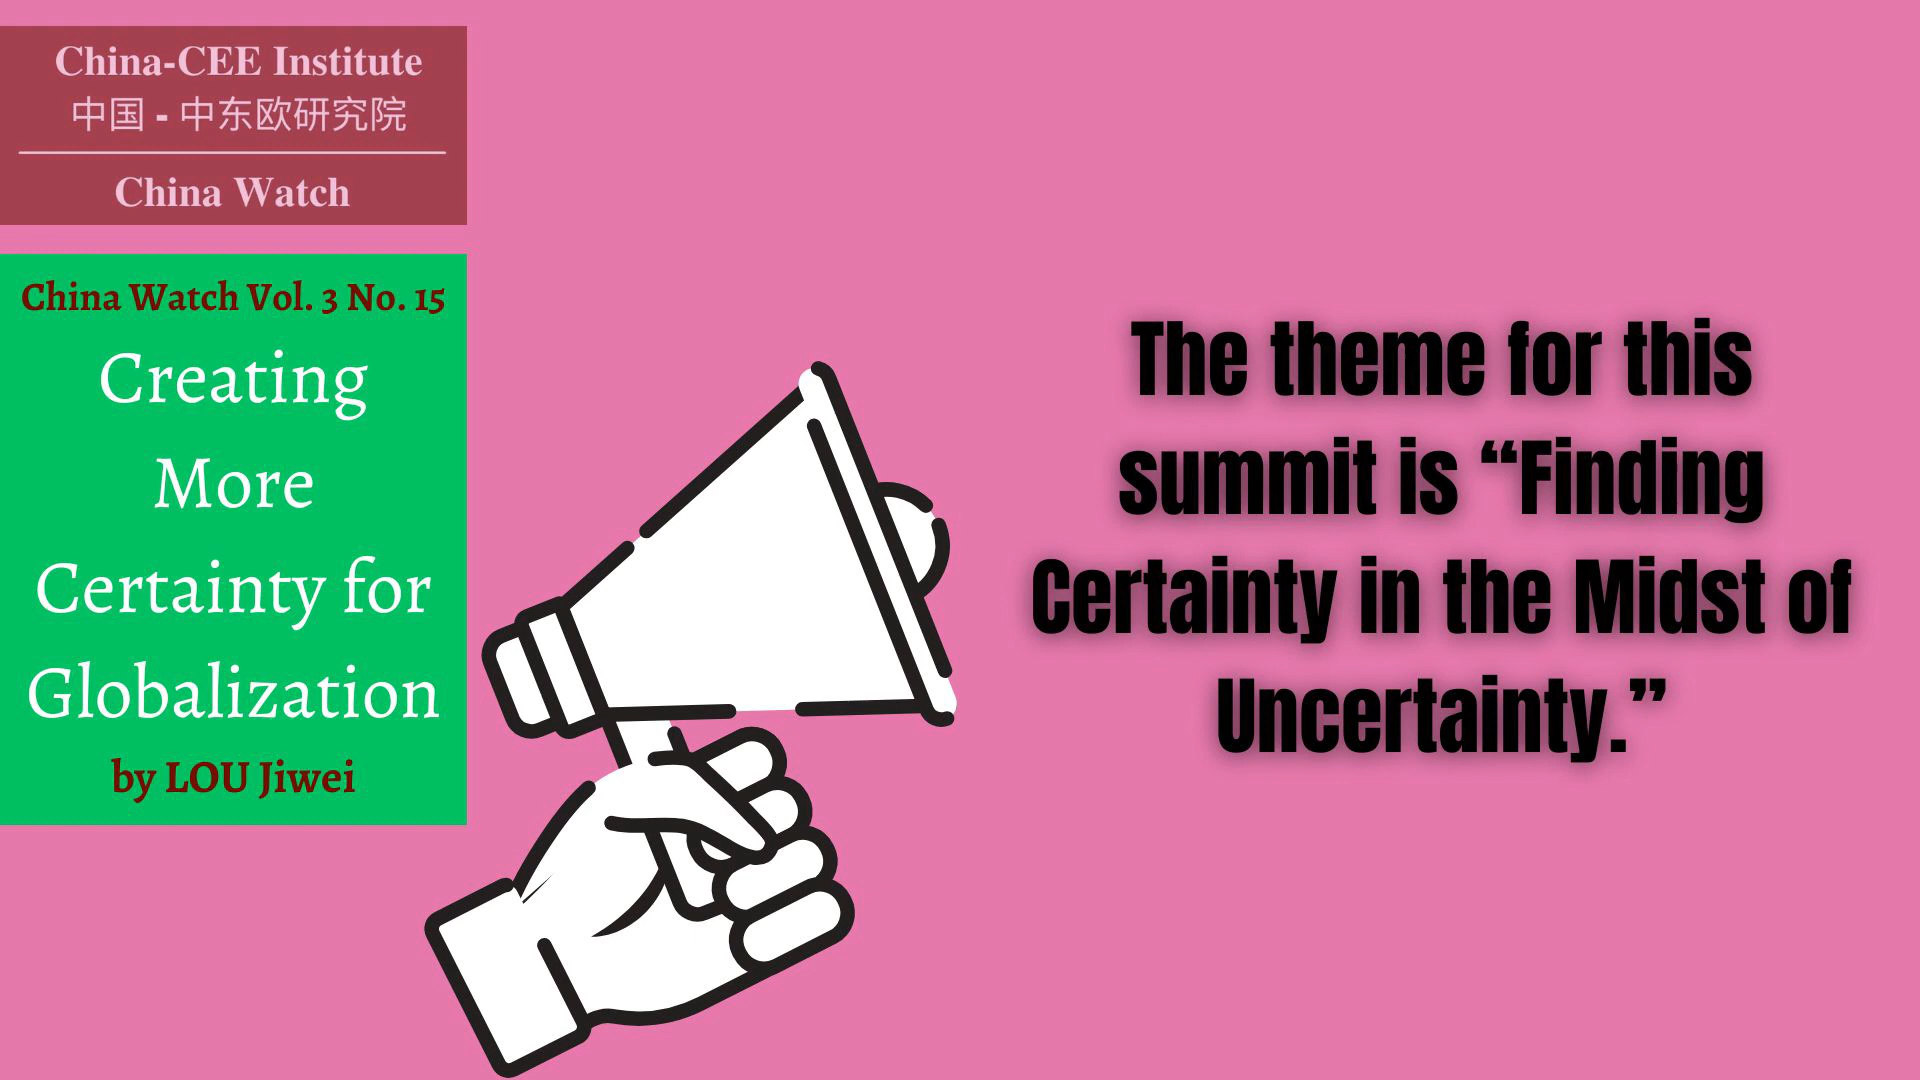 China-CEE Institute
中国 - 中东欧研究院
China Watch
China Watch Vol. 3 No. 15
Creating
More
Certainty for
Globalization
by LOU Jiwei
The theme for this
summit is “Finding
Certainty in the Midst of
Uncertainty.”